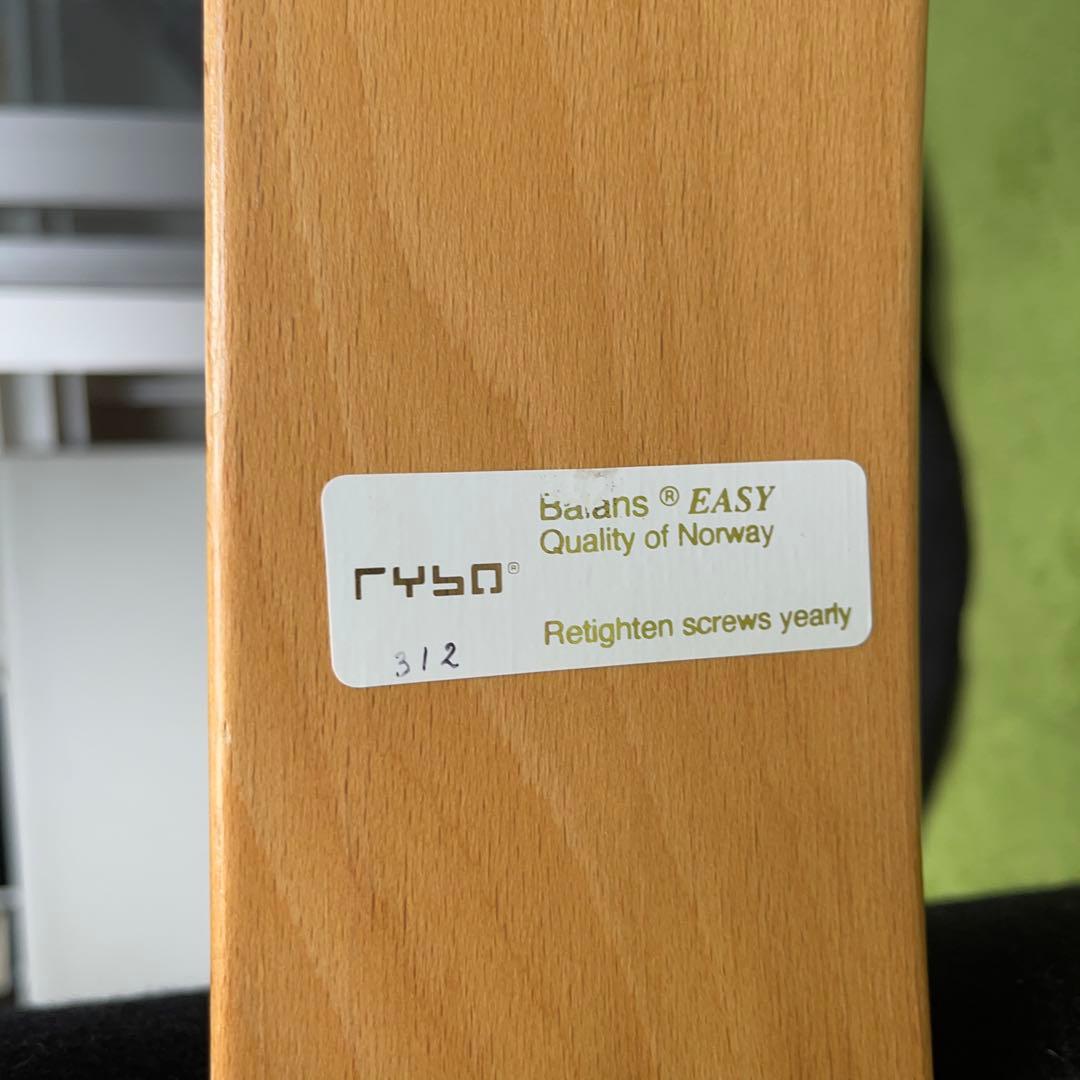 Balans ® EASY
Quality of Norway
rybo®
Retighten screws yearly
312